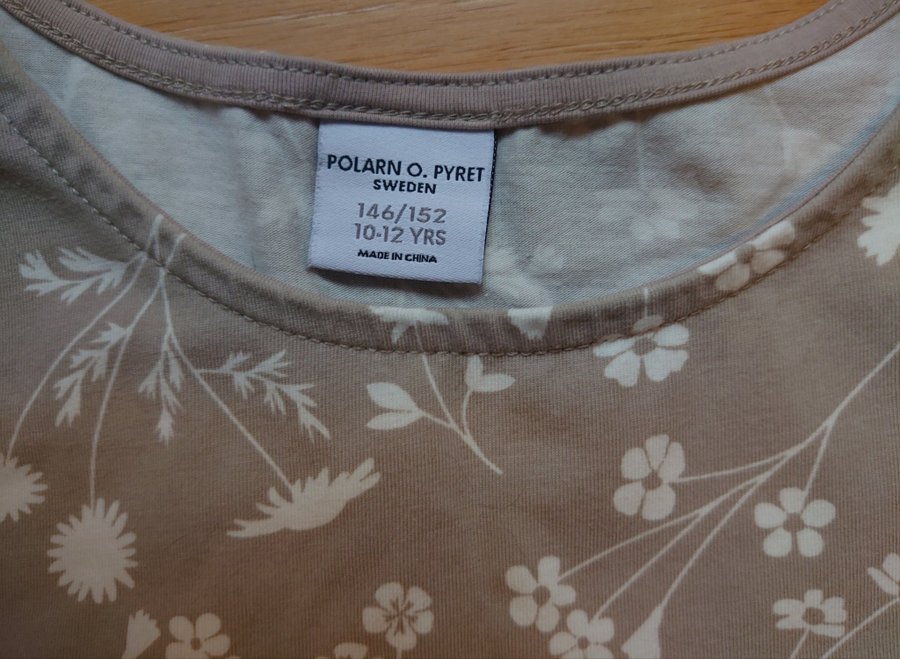 POLARN O. PYRET
SWEDEN
146/152
10-12 YRS
MADE IN CHINA